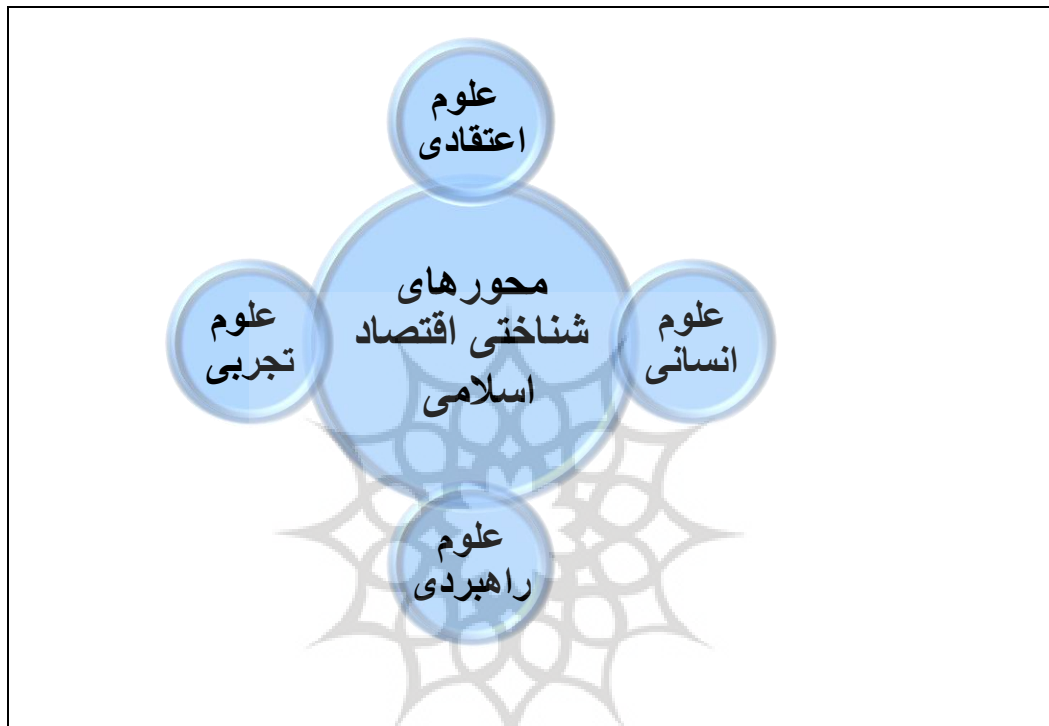 علوم
اعتقادی
محورهای
شناختی اقتصاد
اسلامی
علوم
انسانی
علوم
تجربی
علوم
راهبردی